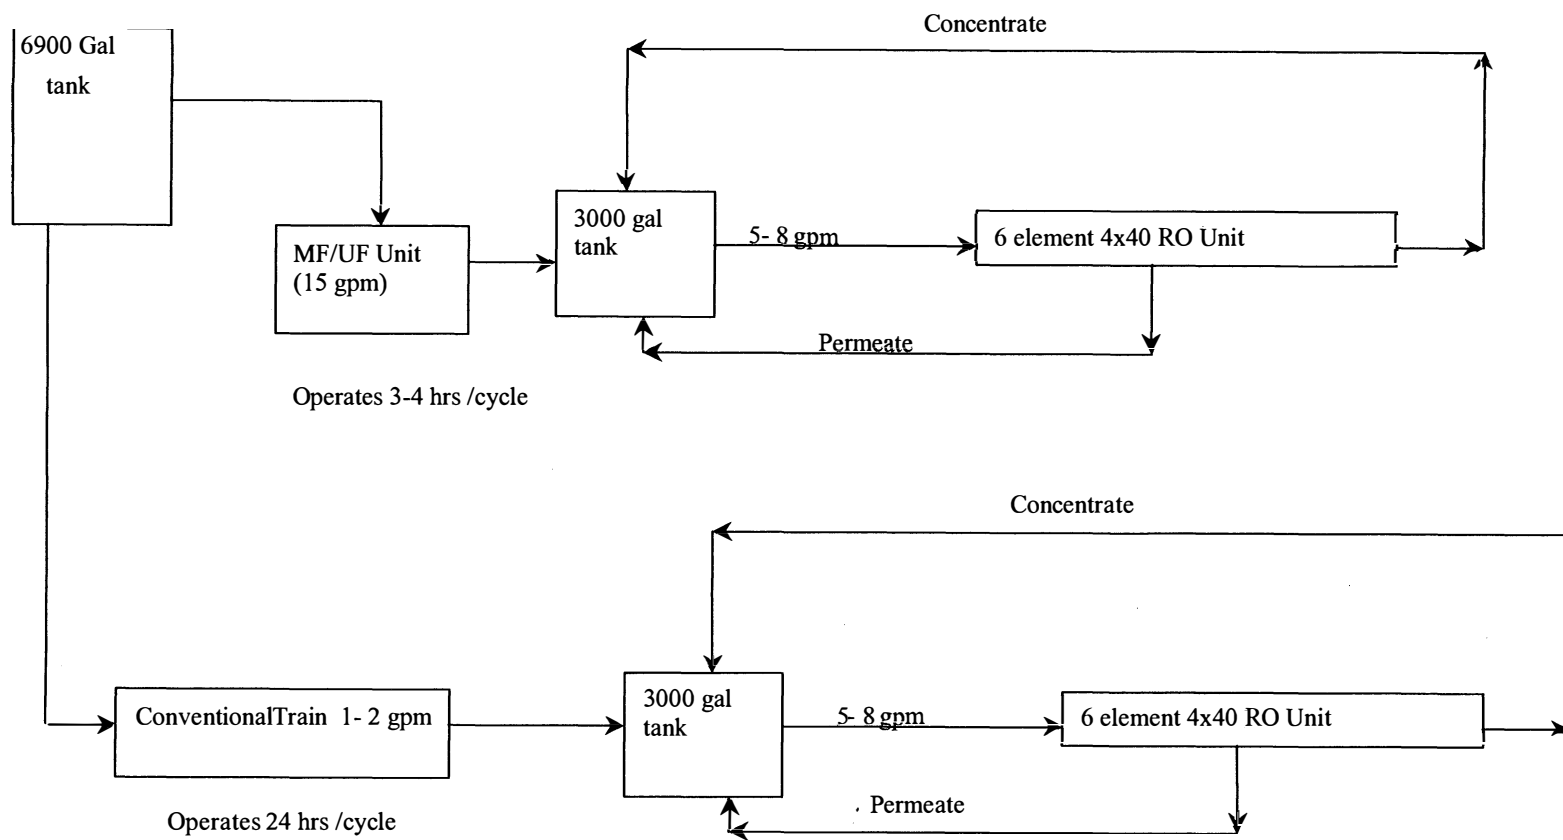 Concentrate
6900 Gal
tank
3000 gal
tank
5- 8 gpm
6 element 4x40 RO Unit
MF/UF Unit
(15 gpm)
Permeate
Operates 3-4 hrs /cycle
Concentrate
3000 gal
tank
5- 8 gpm
6 element 4x40 RO Unit
ConventionalTrain 1- 2 gpm
Permeate
Operates 24 hrs /cycle